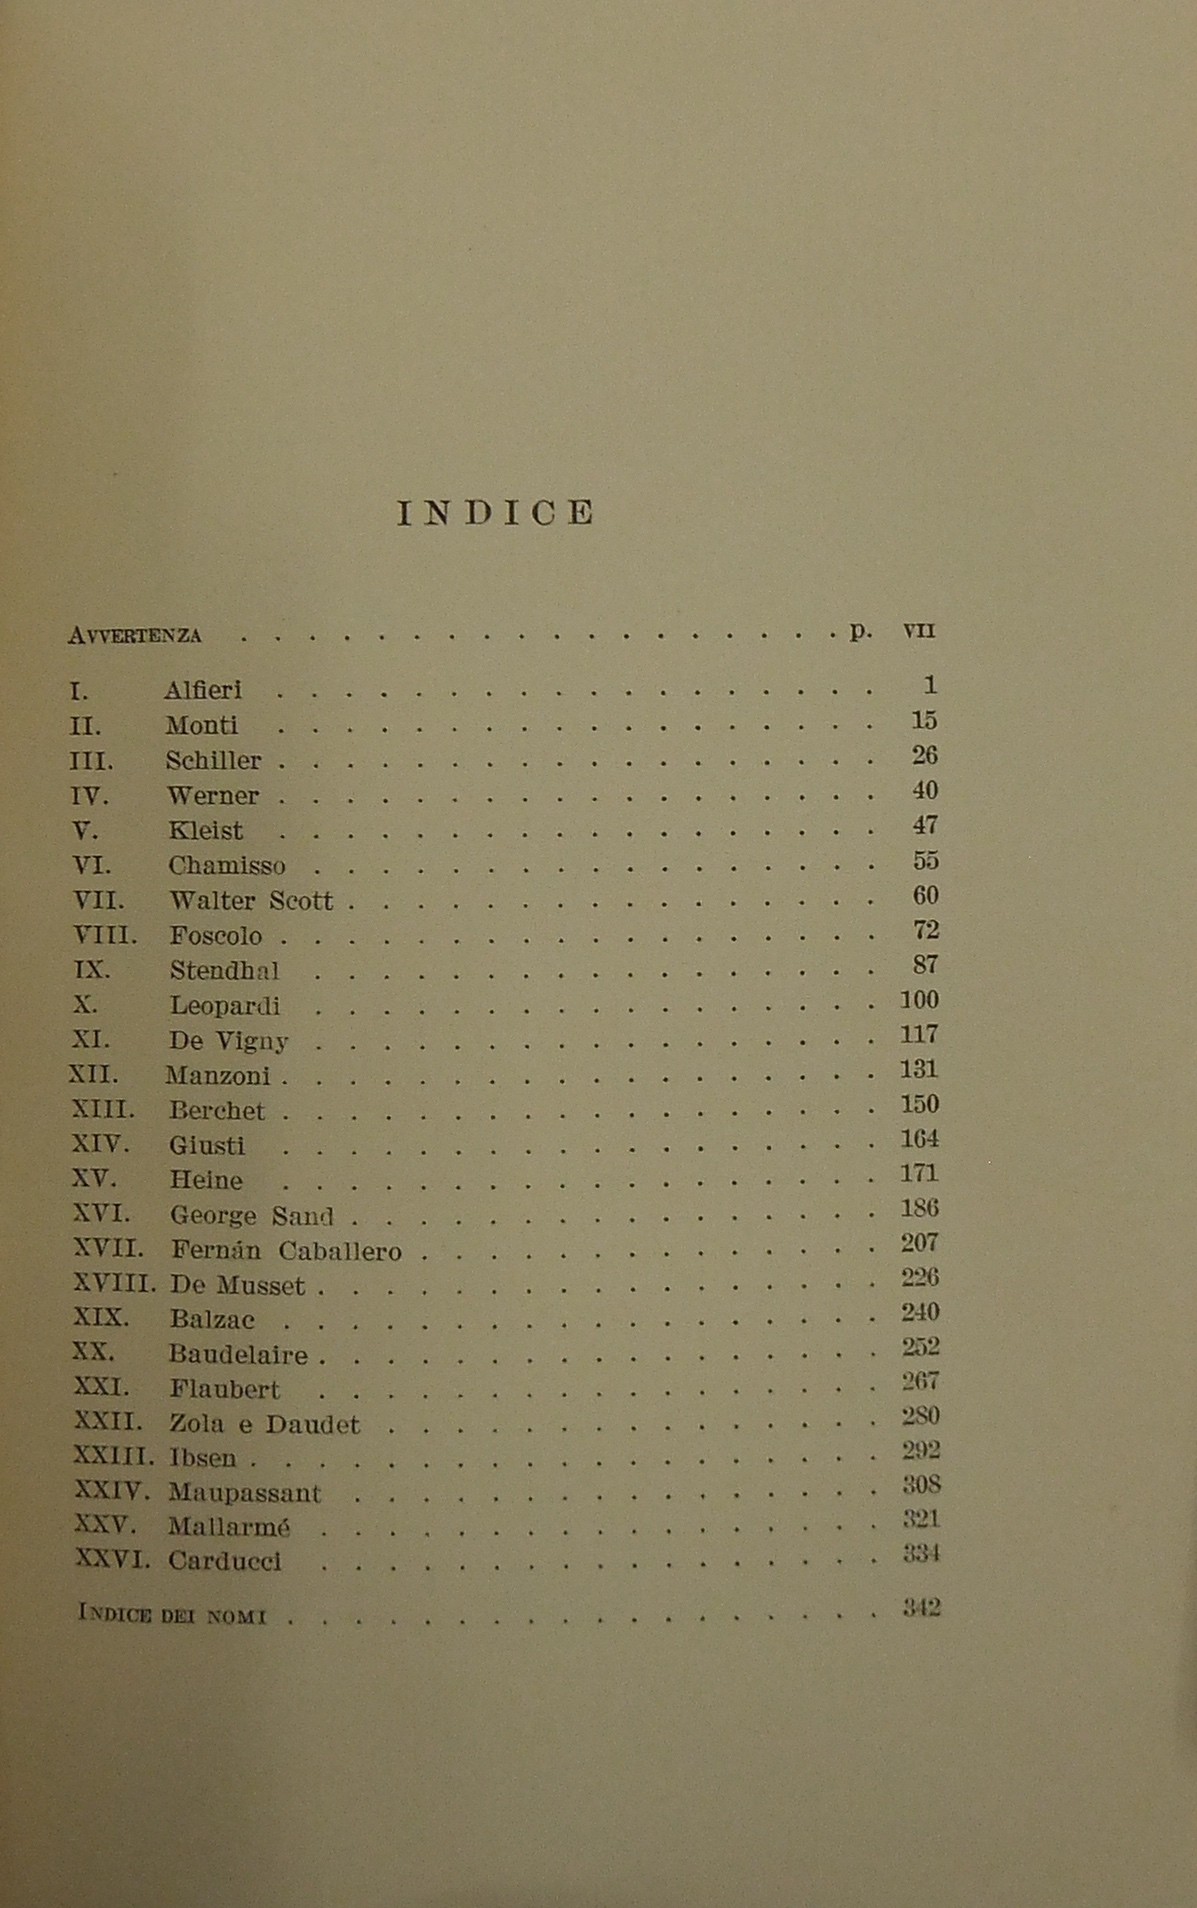 INDICE
AVVERTENZA . . . . . . . . . . . . . . . . . . p. VII
I. Alfieri . . . . . . . . . . . . . . . . . . 1
II. Monti . . . . . . . . . . . . . . . . . . 15
III. Schiller . . . . . . . . . . . . . . . . . . 26
IV. Werner . . . . . . . . . . . . . . . . . . 40
V. Kleist . . . . . . . . . . . . . . . . . . 47
VI. Chamisso . . . . . . . . . . . . . . . . . 55
VII. Walter Scott . . . . . . . . . . . . . . . . 60
VIII. Foscolo . . . . . . . . . . . . . . . . . . 72
IX. Stendhal . . . . . . . . . . . . . . . . . 87
X. Leopardi . . . . . . . . . . . . . . . . . 100
XI. De Vigny . . . . . . . . . . . . . . . . . 117
XII. Manzoni . . . . . . . . . . . . . . . . . . 131
XIII. Berchet . . . . . . . . . . . . . . . . . . 150
XIV. Giusti . . . . . . . . . . . . . . . . . . 164
XV. Heine . . . . . . . . . . . . . . . . . . 171
XVI. George Sand . . . . . . . . . . . . . . . . 186
XVII. Fernán Caballero . . . . . . . . . . . . . . 207
XVIII. De Musset . . . . . . . . . . . . . . . . . 226
XIX. Balzac . . . . . . . . . . . . . . . . . . 240
XX. Baudelaire . . . . . . . . . . . . . . . . . 252
XXI. Flaubert . . . . . . . . . . . . . . . . . 267
XXII. Zola e Daudet . . . . . . . . . . . . . . . 280
XXIII. Ibsen . . . . . . . . . . . . . . . . . . . 292
XXIV. Maupassant . . . . . . . . . . . . . . . . 308
XXV. Mallarmé . . . . . . . . . . . . . . . . . 321
XXVI. Carducci . . . . . . . . . . . . . . . . . 334
INDICE DEI NOMI . . . . . . . . . . . . . . . . . . 342